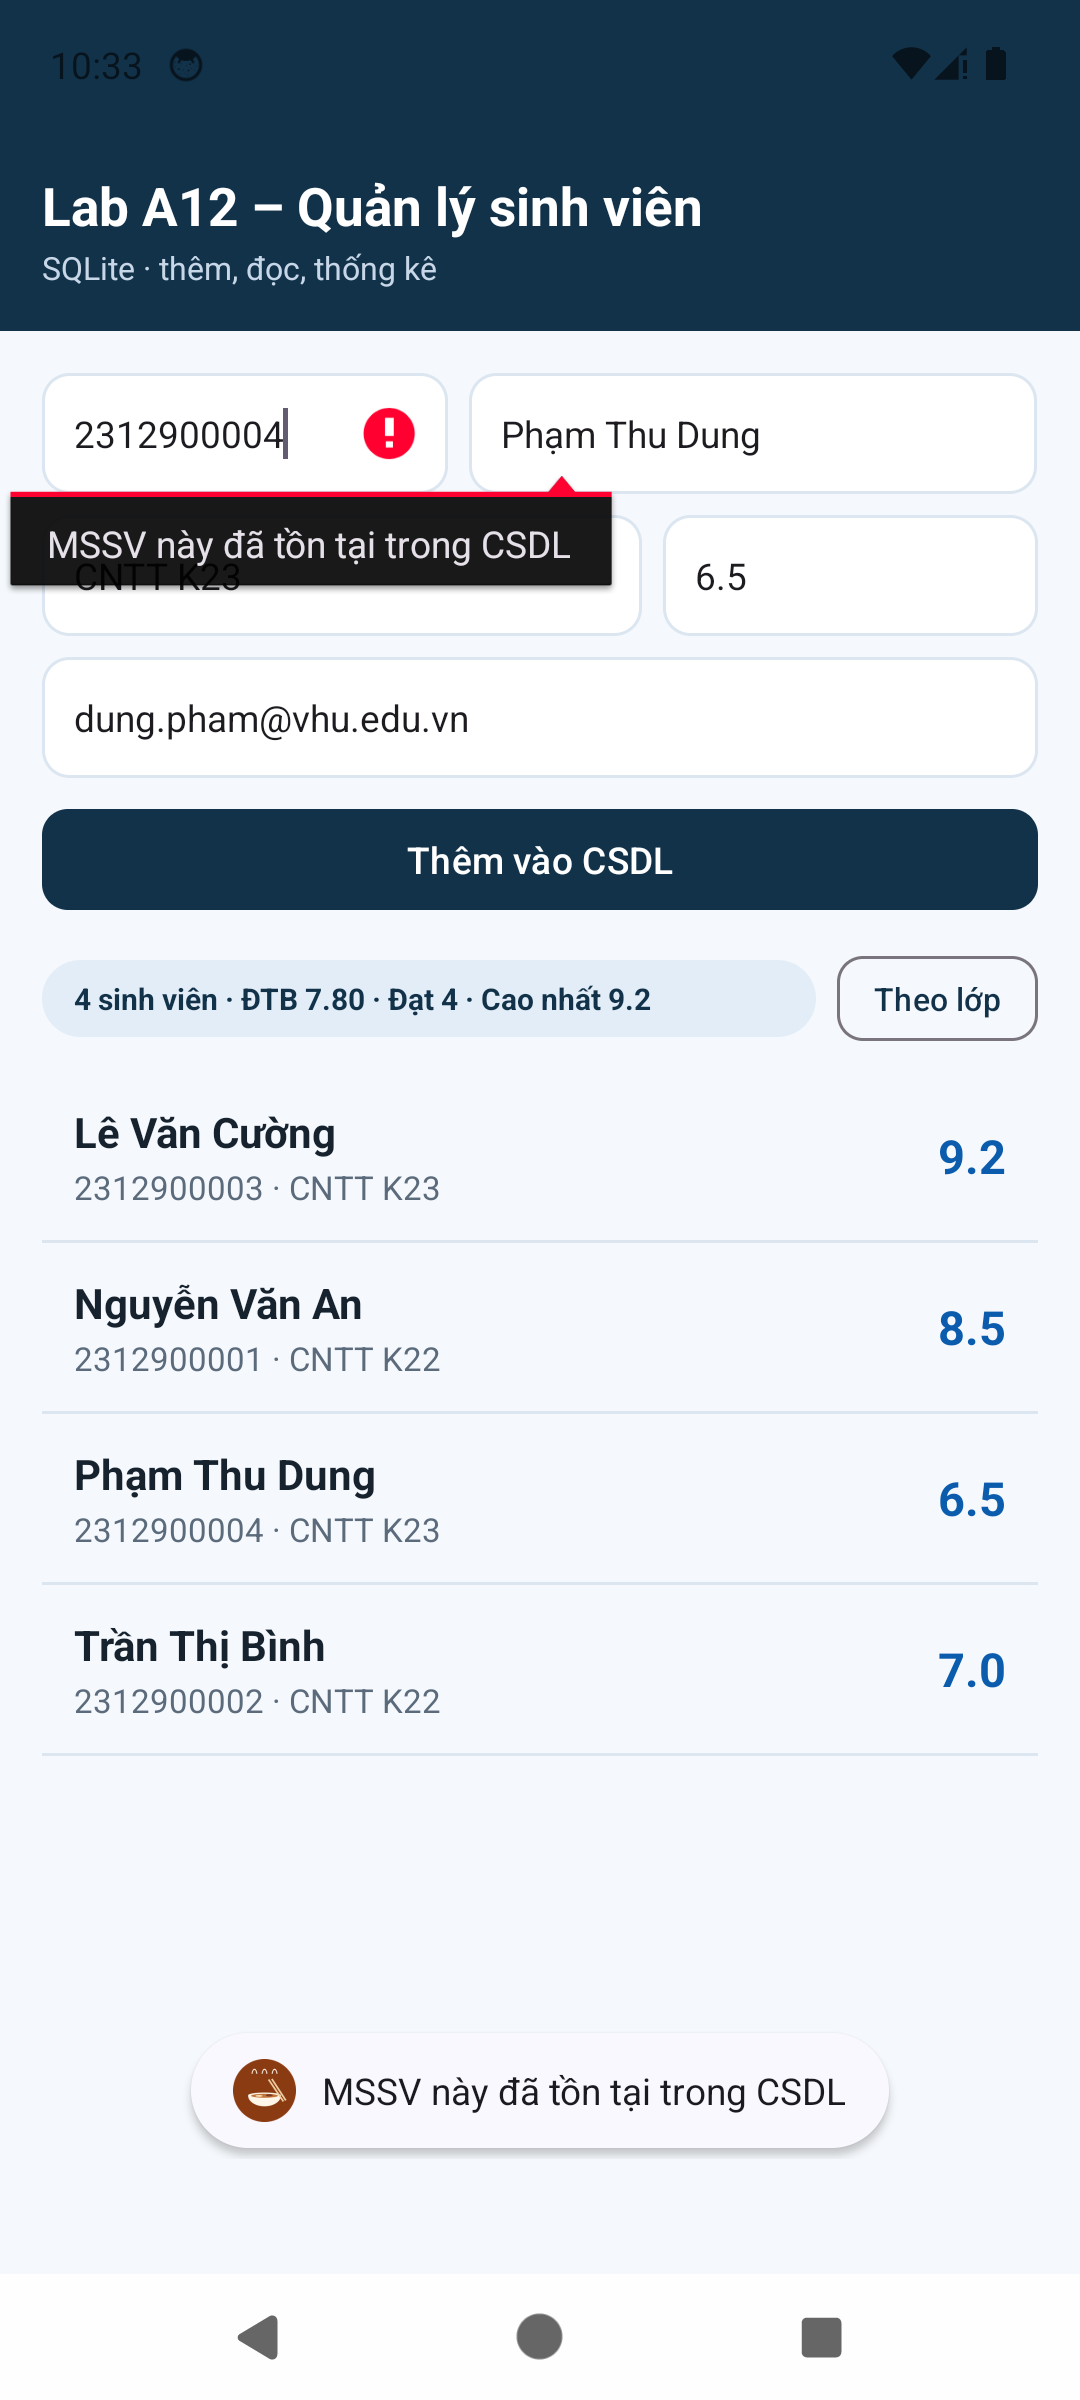 10:33
Lab A12 – Quản lý sinh viên
SQLite · thêm, đọc, thống kê
2312900004
Phạm Thu Dung
MSSV này đã tồn tại trong CSDL
CNTT K23
6.5
dung.pham@vhu.edu.vn
Thêm vào CSDL
4 sinh viên · ĐTB 7.80 · Đạt 4 · Cao nhất 9.2
Theo lớp
Lê Văn Cường
2312900003 · CNTT K23
9.2
Nguyễn Văn An
2312900001 · CNTT K22
8.5
Phạm Thu Dung
2312900004 · CNTT K23
6.5
Trần Thị Bình
2312900002 · CNTT K22
7.0
MSSV này đã tồn tại trong CSDL